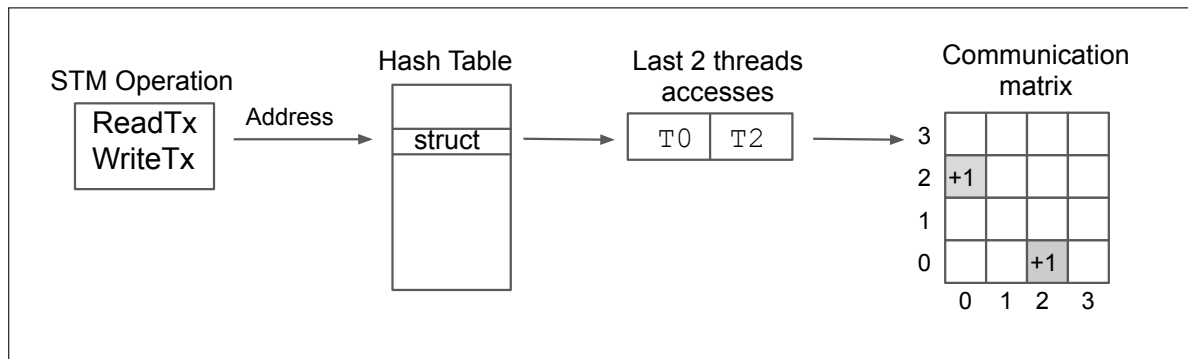 STM Operation
ReadTx
WriteTx
Address
Hash Table
struct
Last 2 threads
accesses
T0 T2
Communication
matrix
3
2 +1
1
0 +1
0 1 2 3